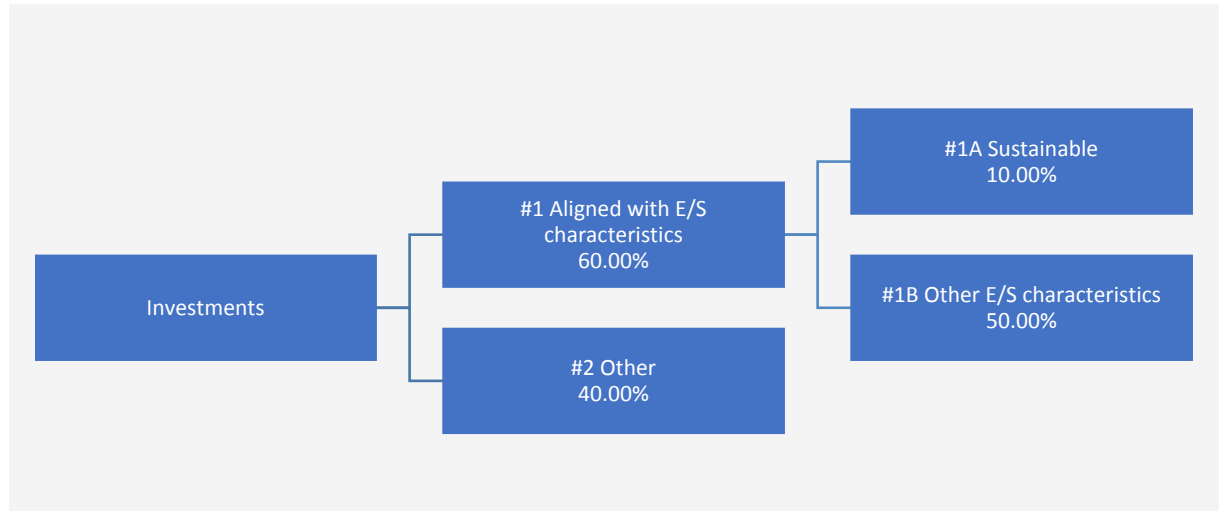 Investments
#1 Aligned with E/S
characteristics
60.00%
#2 Other
40.00%
#1A Sustainable
10.00%
#1B Other E/S characteristics
50.00%